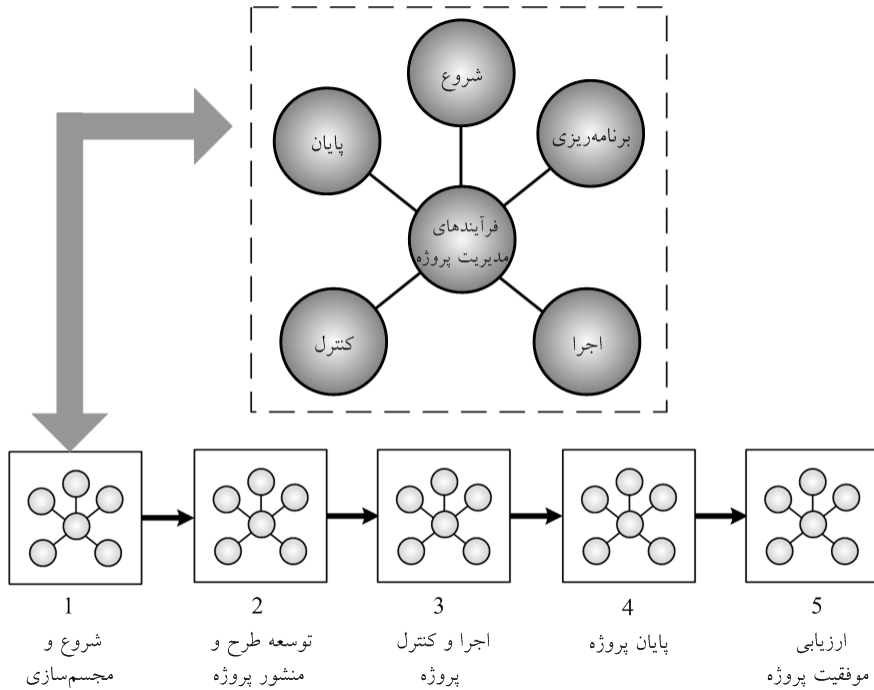 شروع
برنامه‌ریزی
پایان
فرآیندهای
مدیریت پروژه
کنترل
اجرا
1
شروع و
مجسم‌سازی
2
توسعه طرح و
منشور پروژه
3
اجرا و کنترل
پروژه
4
پایان پروژه
5
ارزیابی
موفقیت پروژه